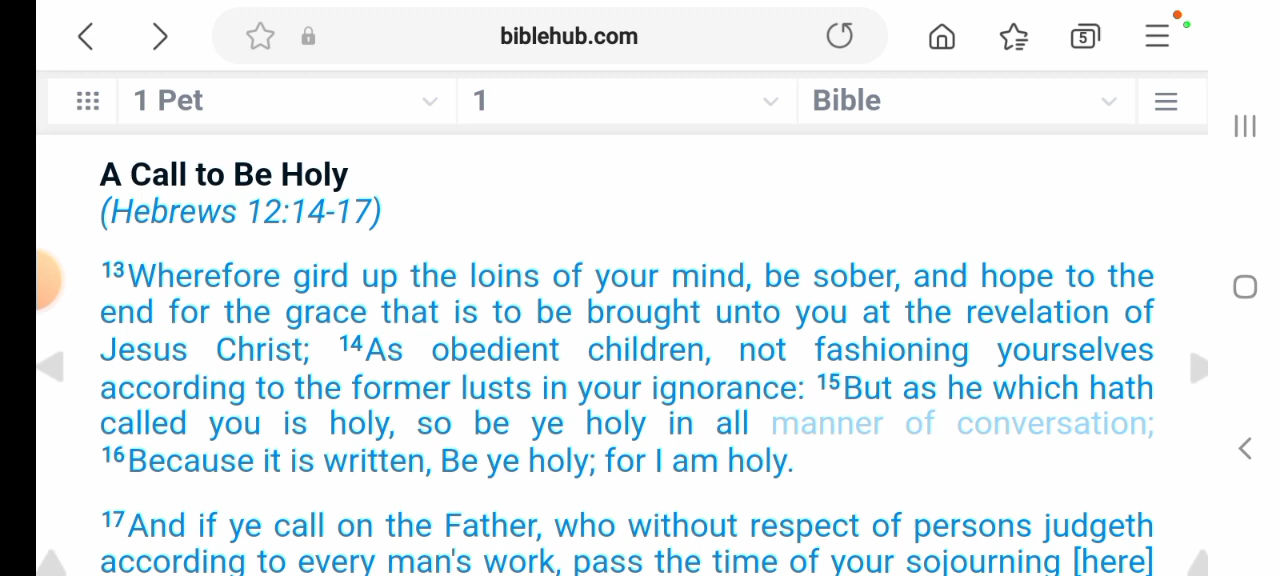 biblehub.com
5
1 Pet
1
Bible
A Call to Be Holy
(Hebrews 12:14-17)
13Wherefore gird up the loins of your mind, be sober, and hope to the
end for the grace that is to be brought unto you at the revelation of
Jesus Christ; 14As obedient children, not fashioning yourselves
according to the former lusts in your ignorance: 15But as he which hath
called you is holy, so be ye holy in all manner of conversation;
16Because it is written, Be ye holy; for I am holy.
17And if ye call on the Father, who without respect of persons judgeth
according to every man's work, pass the time of your sojourning [here]